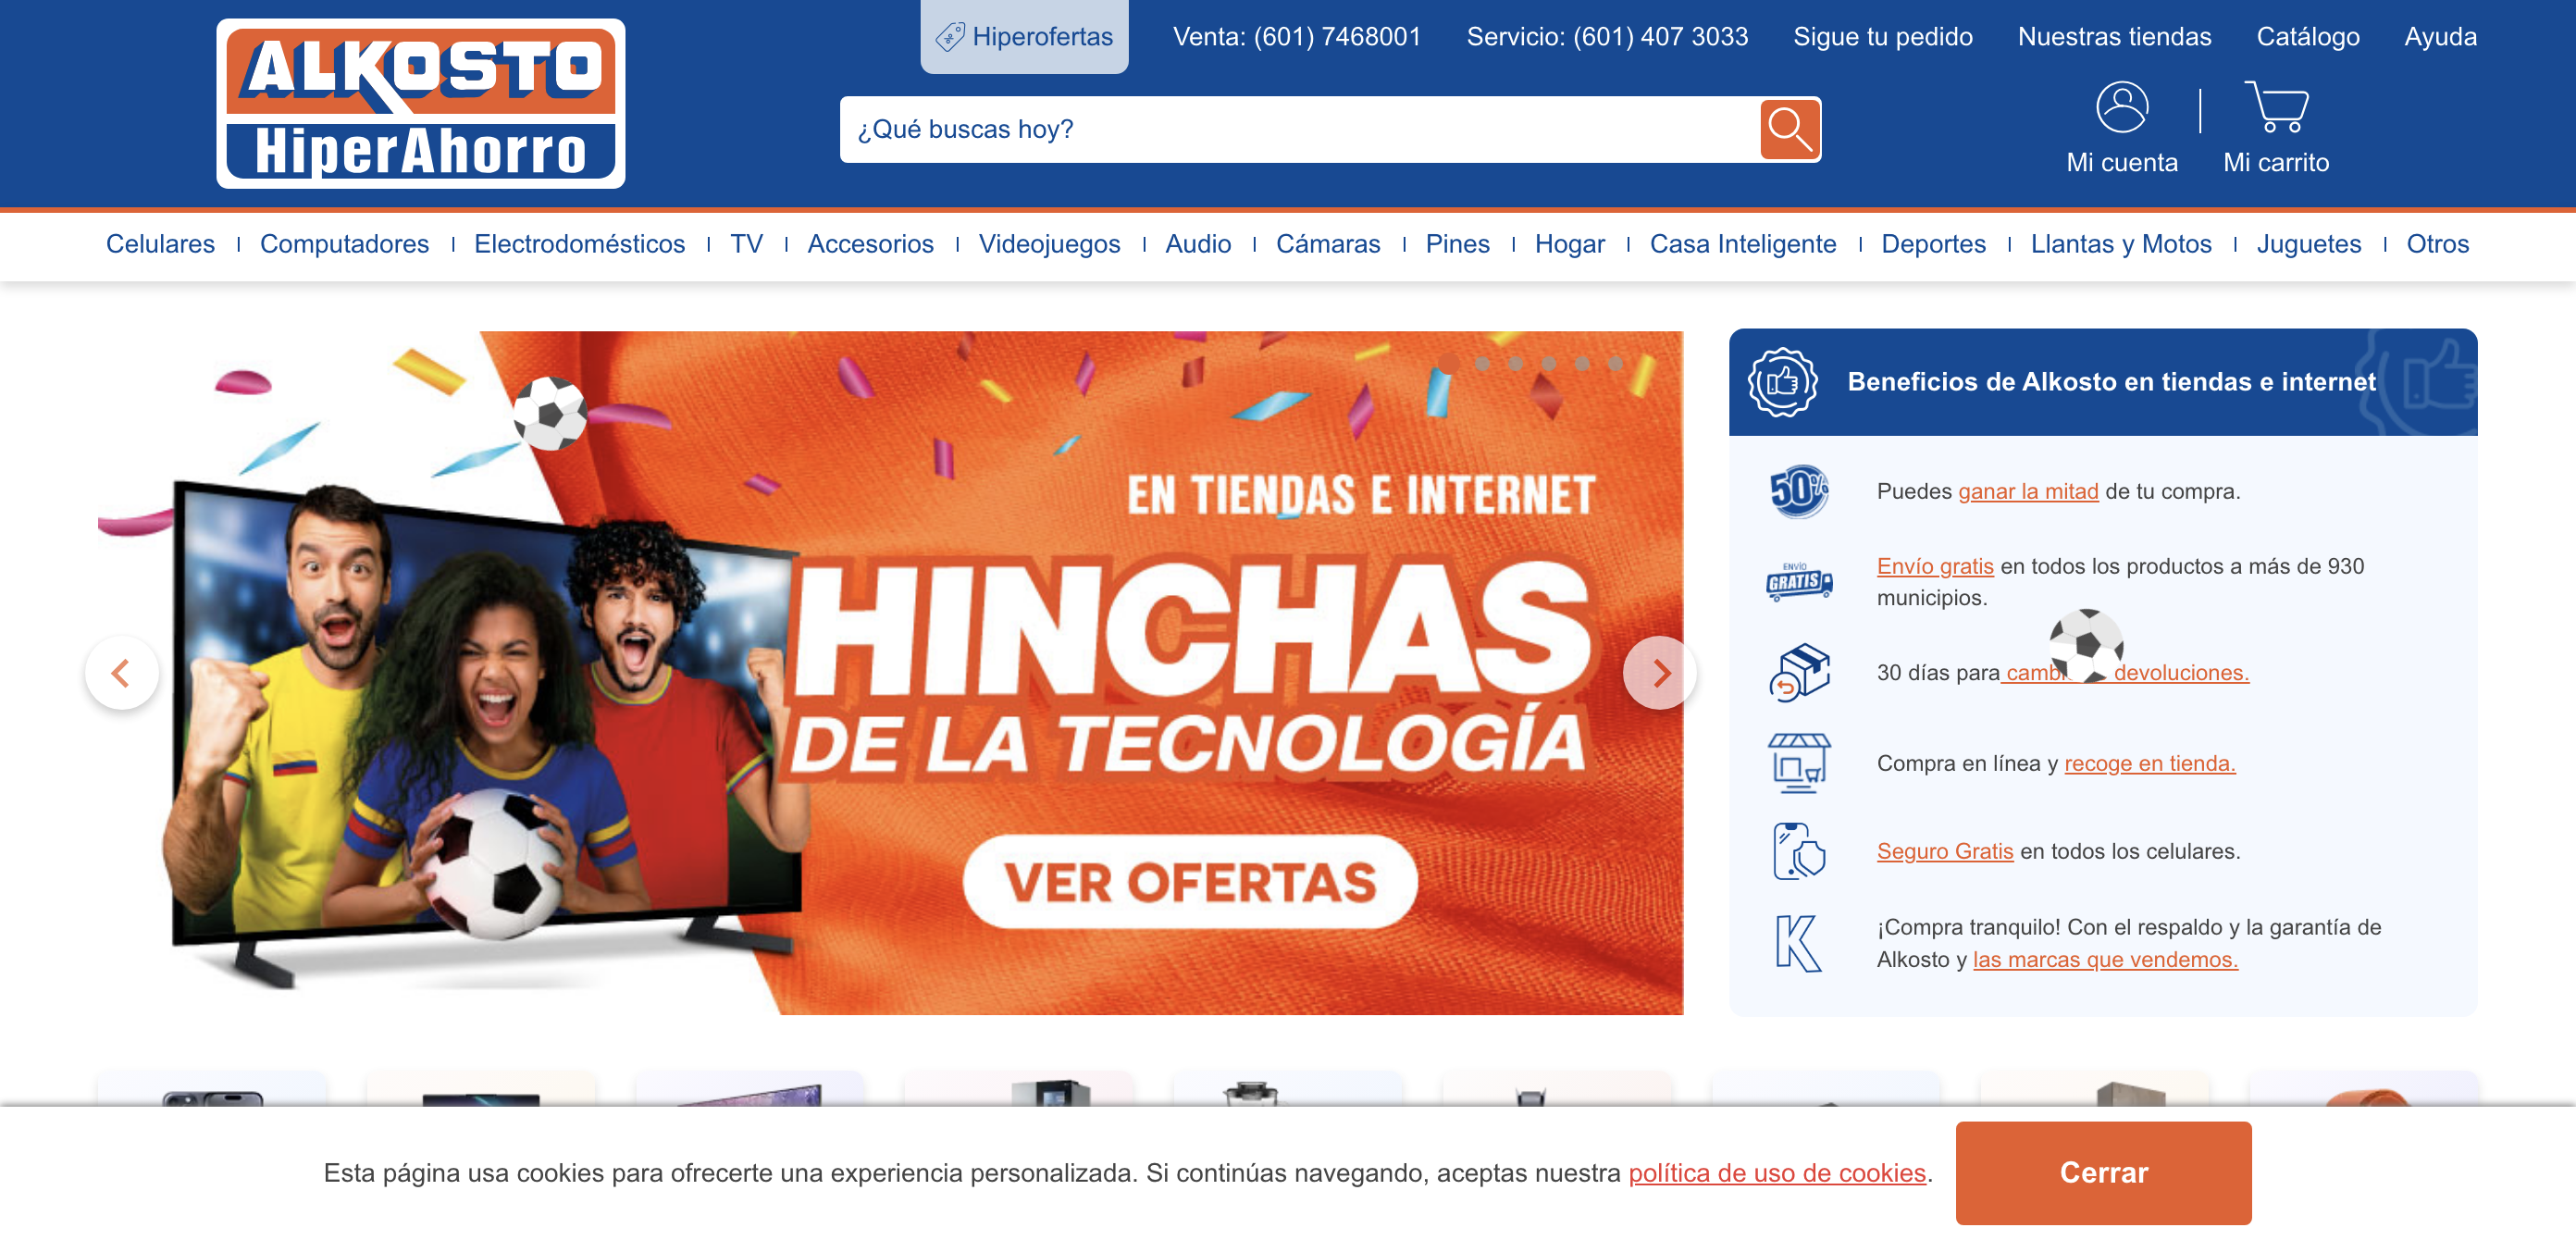 ALKOSTO
HiperAhorro
Hiperofertas
Venta: (601) 7468001
Servicio: (601) 407 3033
Sigue tu pedido
Nuestras tiendas
Catálogo
Ayuda
¿Qué buscas hoy?
Mi cuenta
Mi carrito
Celulares
Computadores
Electrodomésticos
TV
Accesorios
Videojuegos
Audio
Cámaras
Pines
Hogar
Casa Inteligente
Deportes
Llantas y Motos
Juguetes
Otros
EN TIENDAS E INTERNET
HINCHAS
DE LA TECNOLOGÍA
VER OFERTAS
Beneficios de Alkosto en tiendas e internet
50%
Puedes ganar la mitad de tu compra.
ENVÍO
GRATIS
Envío gratis en todos los productos a más de 930
municipios.
30 días para devoluciones.
Compra en línea y recoge en tienda.
Seguro Gratis en todos los celulares.
K
¡Compra tranquilo! Con el respaldo y la garantía de
Alkosto y las marcas que vendemos.
Esta página usa cookies para ofrecerte una experiencia personalizada. Si continúas navegando, aceptas nuestra política de uso de cookies.
Cerrar